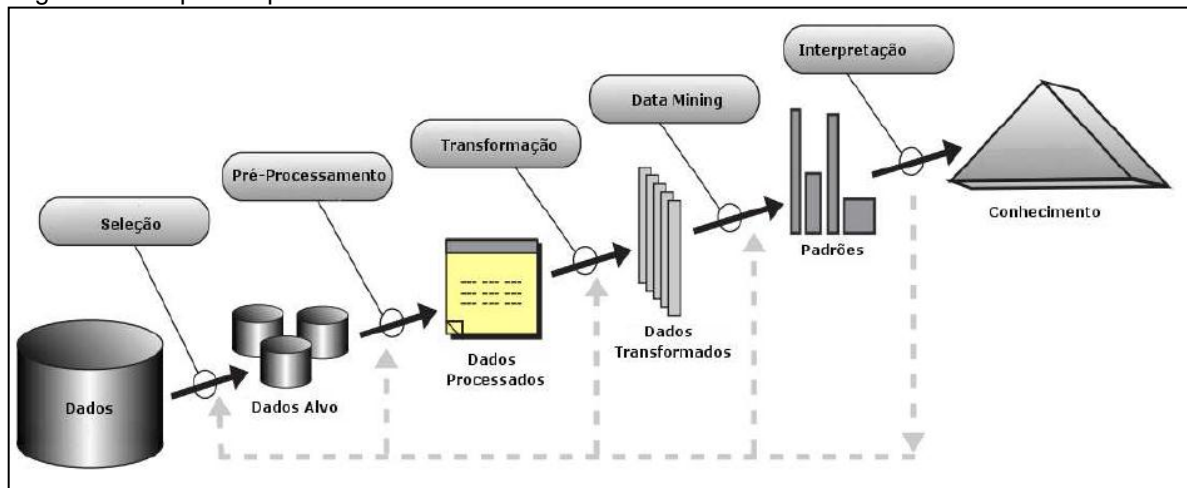 Interpretação
Data Mining
Transformação
Pré-Processamento
Seleção
Dados
Dados Alvo
Dados
Processados
Dados
Transformados
Padrões
Conhecimento